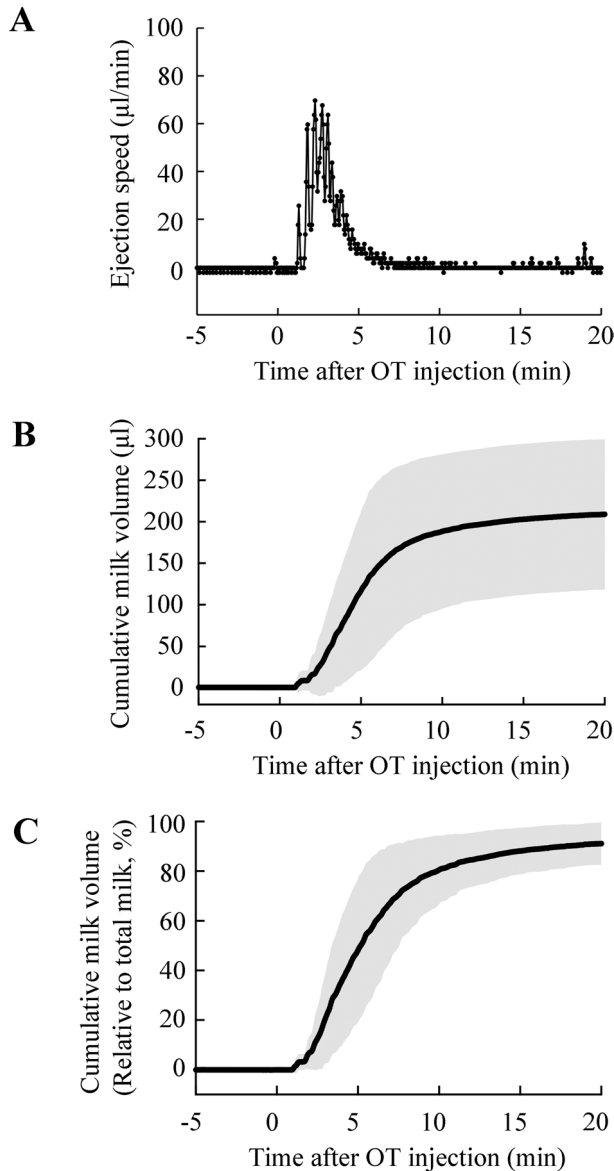 A
Ejection speed (µl/min)
100
80
60
40
20
0
-5 0 5 10 15 20
Time after OT injection (min)
B
Cumulative milk volume (µl)
300
250
200
150
100
50
0
-5 0 5 10 15 20
Time after OT injection (min)
C
Cumulative milk volume
(Relative to total milk, %)
100
80
60
40
20
0
-5 0 5 10 15 20
Time after OT injection (min)